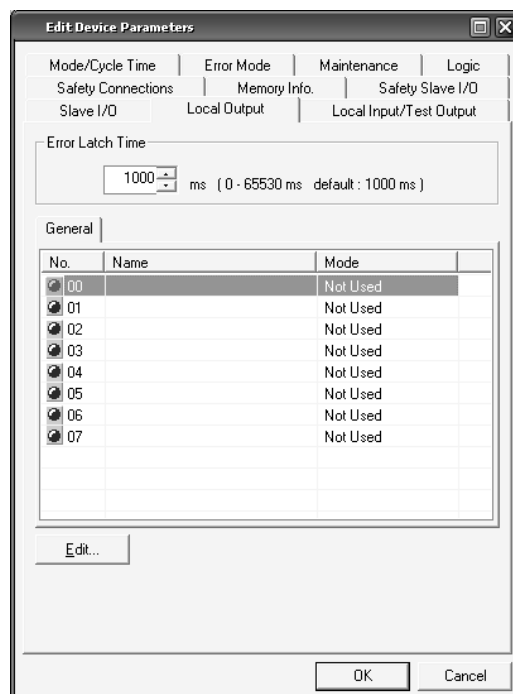 Edit Device Parameters
Mode/Cycle Time Error Mode Maintenance Logic
Safety Connections Memory Info. Safety Slave I/O
Slave I/O Local Output Local Input/Test Output
Error Latch Time
1000 ms ( 0 - 65530 ms default : 1000 ms )
General
No. Name Mode
00 Not Used
01 Not Used
02 Not Used
03 Not Used
04 Not Used
05 Not Used
06 Not Used
07 Not Used
Edit...
OK Cancel